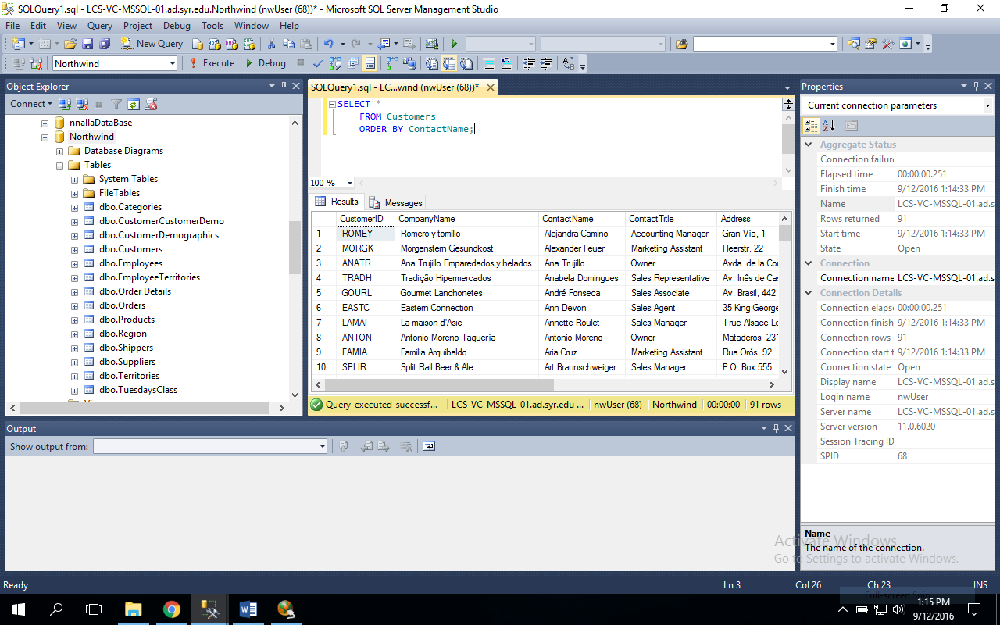 SQLQuery1.sql - LCS-VC-MSSQL-01.ad.syr.edu.Northwind (nwUser (68))* - Microsoft SQL Server Management Studio
File Edit View Query Project Debug Tools Window Help
New Query
Northwind Execute Debug
Object Explorer
Connect
nnallaDataBase
Northwind
Database Diagrams
Tables
System Tables
FileTables
dbo.Categories
dbo.CustomerCustomerDemo
dbo.CustomerDemographics
dbo.Customers
dbo.Employees
dbo.EmployeeTerritories
dbo.Order Details
dbo.Orders
dbo.Products
dbo.Region
dbo.Shippers
dbo.Suppliers
dbo.Territories
dbo.TuesdaysClass
SQLQuery1.sql - LC...wind (nwUser (68))*
SELECT *
FROM Customers
ORDER BY ContactName;
100 %
Results Messages
CustomerID CompanyName ContactName ContactTitle Address
1 ROMEY Romero y tomillo Alejandra Camino Accounting Manager Gran Vía, 1
2 MORGK Morgenstern Gesundkost Alexander Feuer Marketing Assistant Heerstr. 22
3 ANATR Ana Trujillo Emparedados y helados Ana Trujillo Owner Avda. de la Con
4 TRADH Tradição Hipermercados Anabela Domingues Sales Representative Av. Inês de Cas
5 GOURL Gourmet Lanchonetes André Fonseca Sales Associate Av. Brasil, 442
6 EASTC Eastern Connection Ann Devon Sales Agent 35 King George
7 LAMAI La maison d'Asie Annette Roulet Sales Manager 1 rue Alsace-Lo
8 ANTON Antonio Moreno Taquería Antonio Moreno Owner Mataderos 231
9 FAMIA Familia Arquibaldo Aria Cruz Marketing Assistant Rua Orós, 92
10 SPLIR Split Rail Beer & Ale Art Braunschweiger Sales Manager P.O. Box 555
Query executed successf... LCS-VC-MSSQL-01.ad.syr.edu ... nwUser (68) Northwind 00:00:00 91 rows
Properties
Current connection parameters
Aggregate Status
Connection failure
Elapsed time 00:00:00.251
Finish time 9/12/2016 1:14:33 PM
Name LCS-VC-MSSQL-01.ad.s
Rows returned 91
Start time 9/12/2016 1:14:33 PM
State Open
Connection
Connection name LCS-VC-MSSQL-01.ad.s
Connection Details
Connection elaps 00:00:00.251
Connection finish 9/12/2016 1:14:33 PM
Connection rows 91
Connection start t 9/12/2016 1:14:33 PM
Connection state Open
Display name LCS-VC-MSSQL-01.ad.s
Login name nwUser
Server name LCS-VC-MSSQL-01.ad.s
Server version 11.0.6020
Session Tracing ID
SPID 68
Name
The name of the connection.
Activate Windows
Go to Settings to activate Windows.
Output
Show output from:
Ready Ln 3 Col 26 Ch 23 INS
Full-screen Snip
1:15 PM
9/12/2016